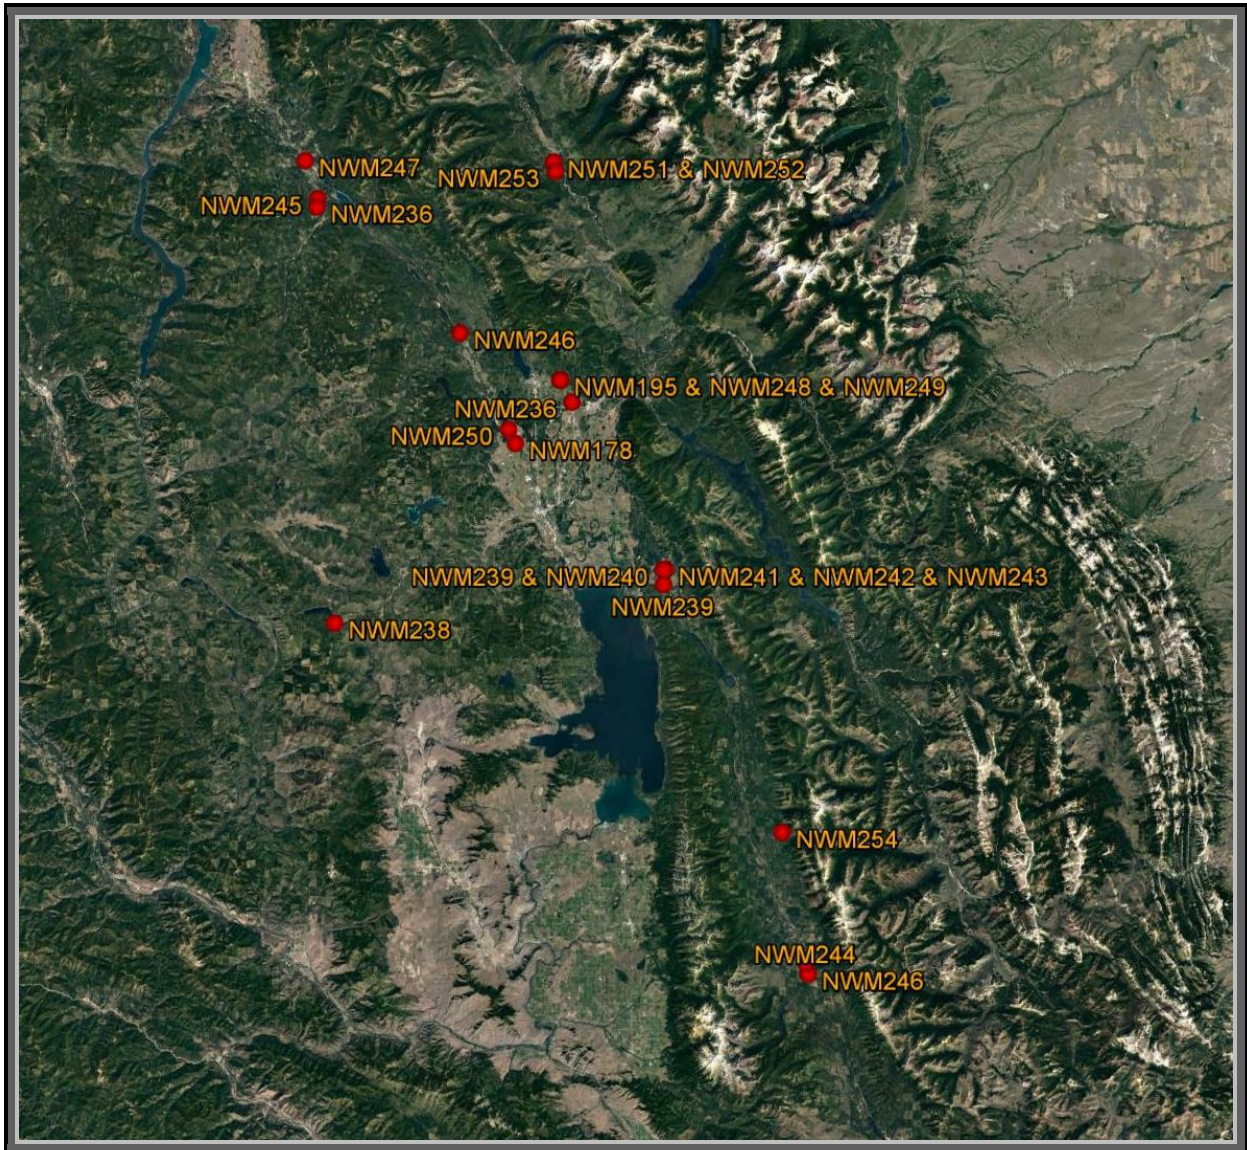 NWM247
NWM251 & NWM252
NWM253
NWM245
NWM236
NWM246
NWM195 & NWM248 & NWM249
NWM236
NWM250
NWM178
NWM239 & NWM240
NWM241 & NWM242 & NWM243
NWM239
NWM238
NWM254
NWM244
NWM246